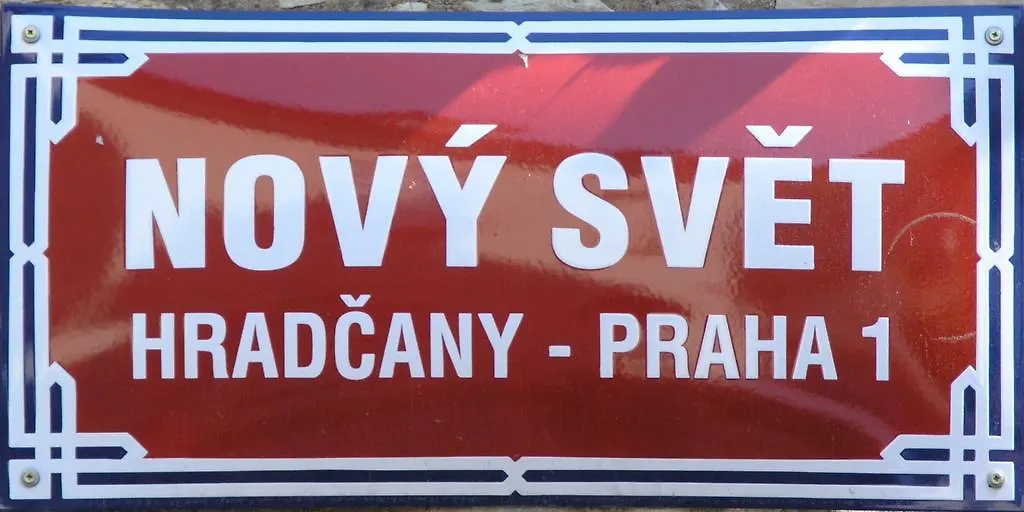 NOVÝ SVĚT
HRADČANY - PRAHA 1